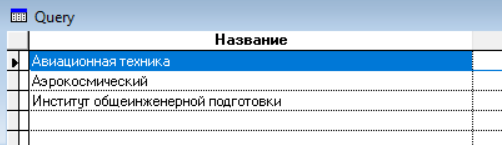 Query
Название
Авиационная техника
Аэрокосмический
Институт общеинженерной подготовки